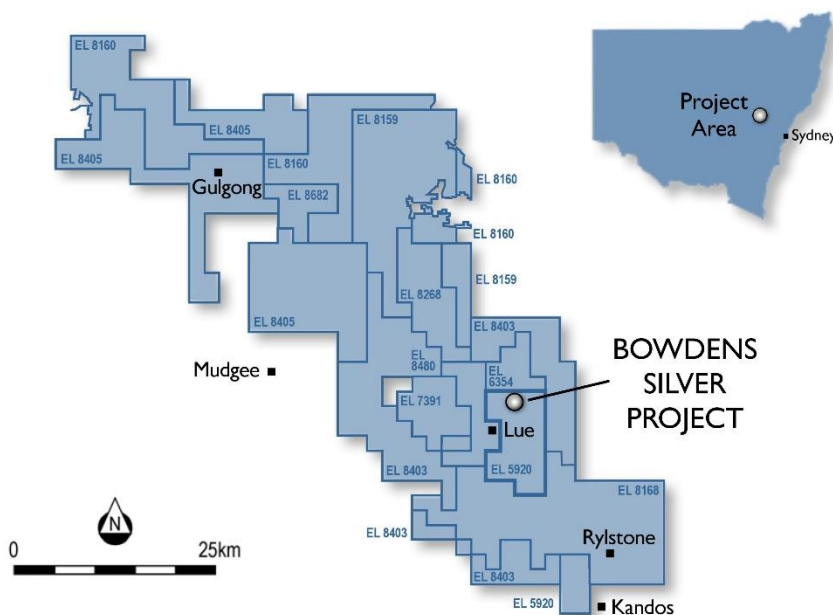 EL 8160
EL 8405
EL 8405
Gulgong
EL 8160
EL 8682
EL 8159
EL 8160
EL 8160
EL 8159
EL 8268
EL 8405
EL 8403
EL
8480
EL
6354
Mudgee
EL 7391
Lue
EL 5920
EL 8403
EL 8168
EL 8403
Rylstone
EL 8403
EL 5920
Kandos
BOWDENS
SILVER
PROJECT
Project
Area
Sydney
N
0
25km